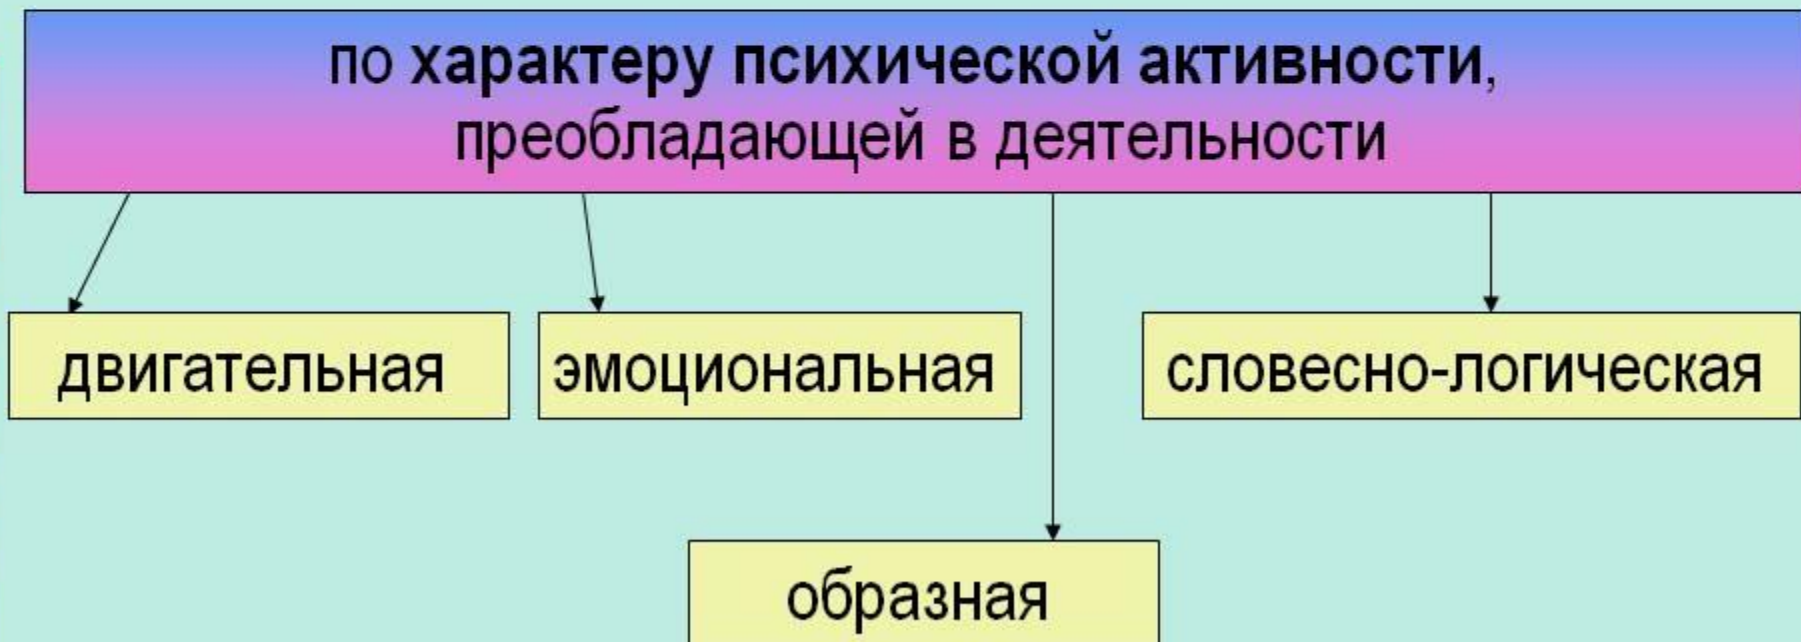 по характеру психической активности,
преобладающей в деятельности
двигательная
эмоциональная
словесно-логическая
образная